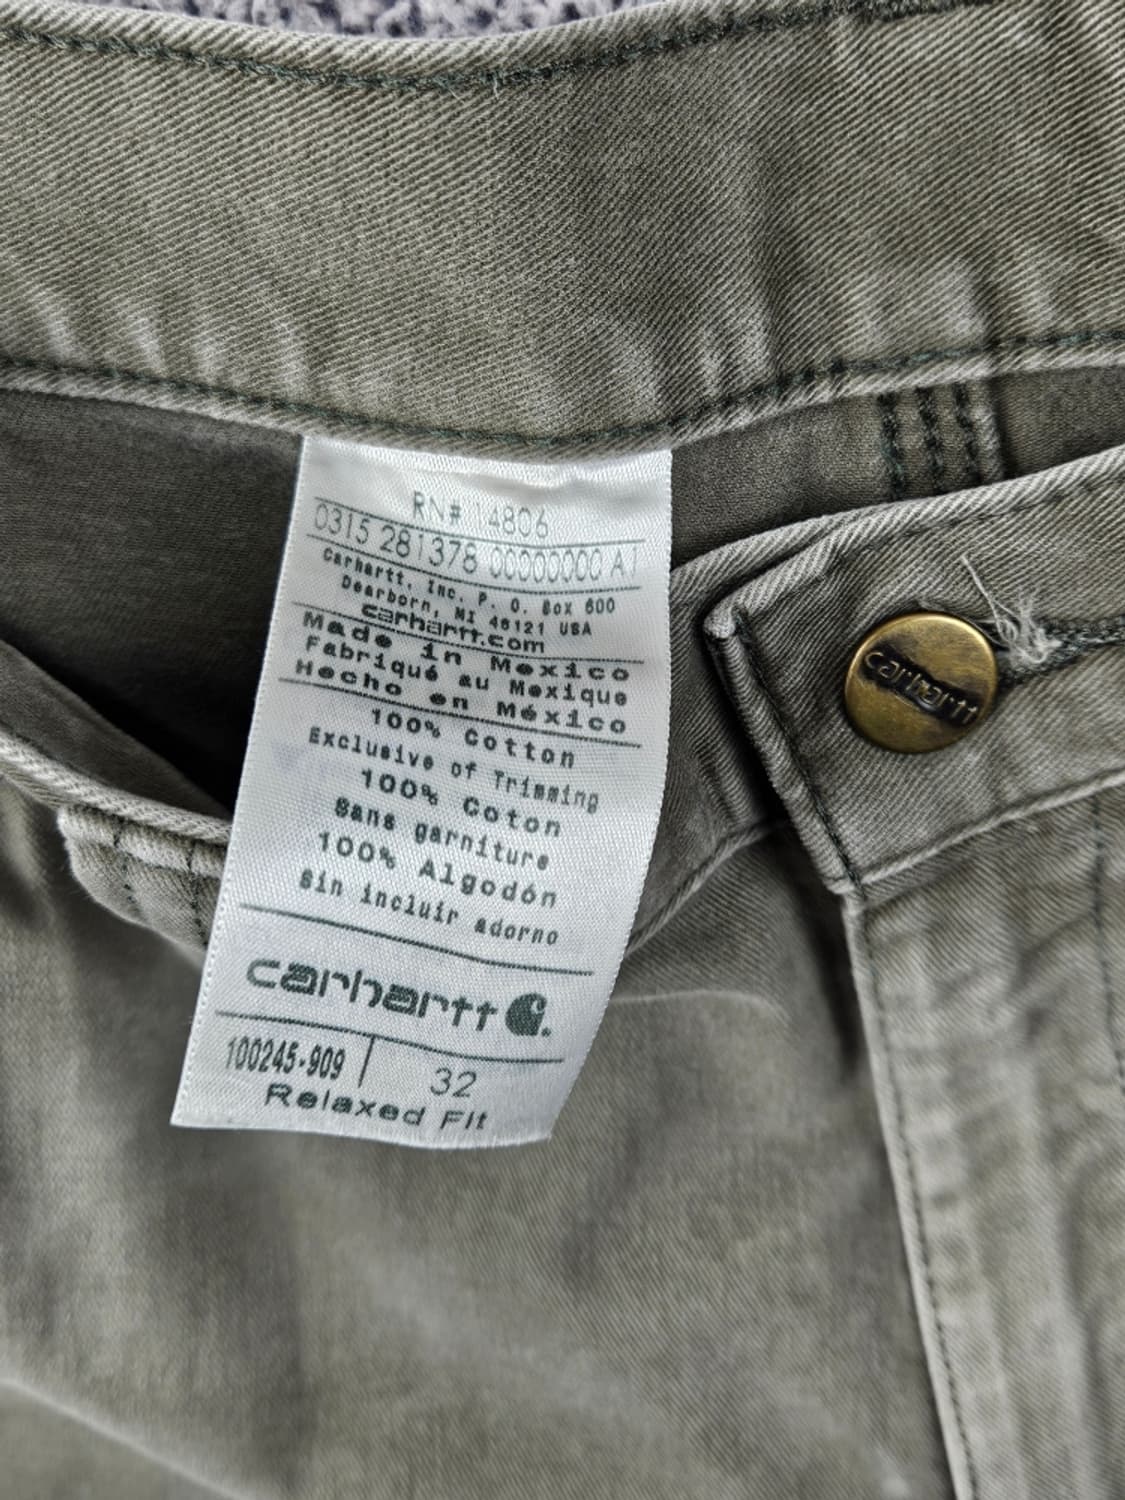 RN# 14806
0315 281378 00000000 A1
Carhartt, Inc. P. O. Box 600
Dearborn, MI 48121 USA
carhartt.com
Made in Mexico
Fabriqué au Mexique
Hecho en México
100% Cotton
Exclusive of Trimming
100% Coton
Sans garniture
100% Algodón
Sin incluir adorno
carhartt
100245-909 32
Relaxed Fit
carhartt